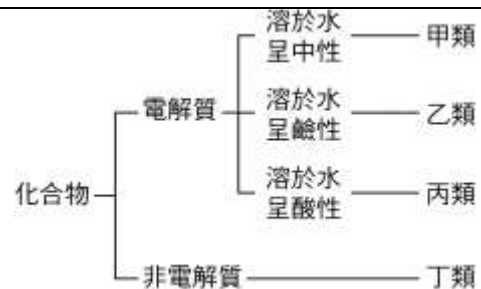 溶於水
呈中性
甲類
電解質
溶於水
呈鹼性
乙類
化合物
溶於水
呈酸性
丙類
非電解質
丁類